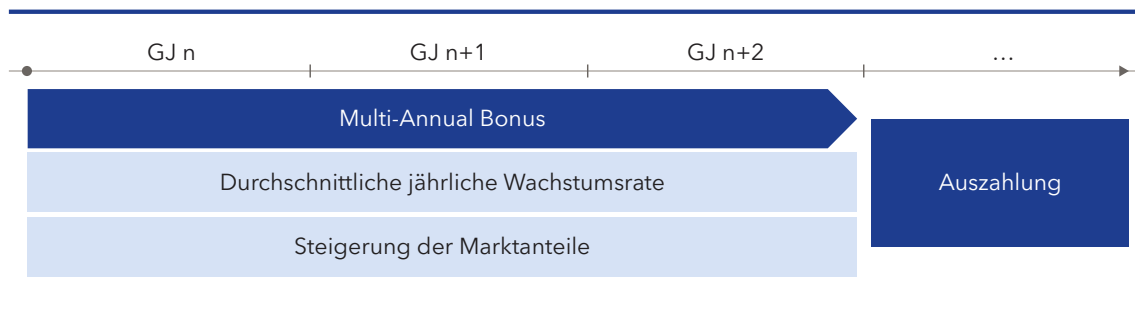 GJ n GJ n+1 GJ n+2 …
Multi-Annual Bonus
Durchschnittliche jährliche Wachstumsrate
Auszahlung
Steigerung der Marktanteile